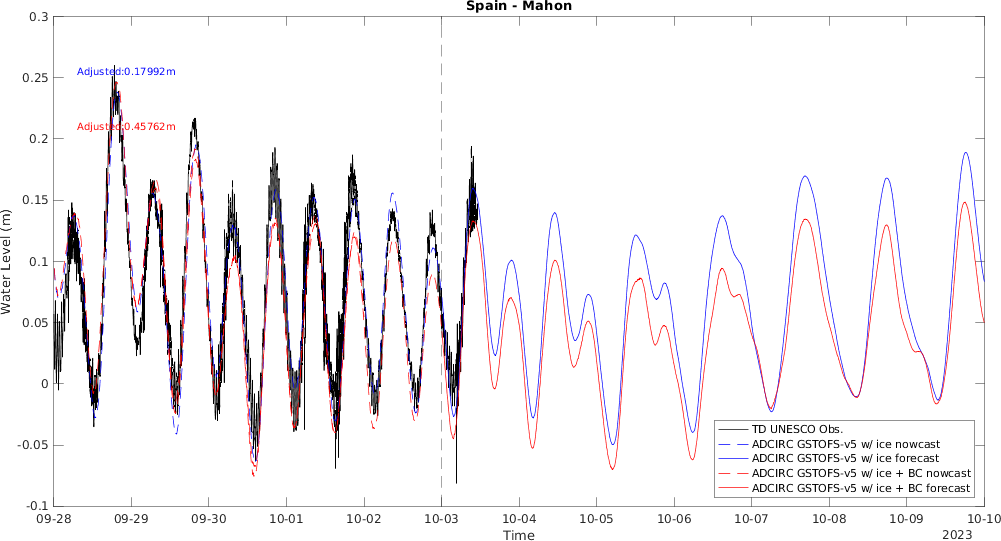 Spain - Mahon
0.3
0.25
0.2
0.15
0.1
0.05
0
-0.05
-0.1
Water Level (m)
Adjusted:0.17992m
Adjusted:0.45762m
TD UNESCO Obs.
ADCIRC GSTOFS-v5 w/ ice nowcast
ADCIRC GSTOFS-v5 w/ ice forecast
ADCIRC GSTOFS-v5 w/ ice + BC nowcast
ADCIRC GSTOFS-v5 w/ ice + BC forecast
09-28 09-29 09-30 10-01 10-02 10-03 10-04 10-05 10-06 10-07 10-08 10-09 10-10
Time
2023